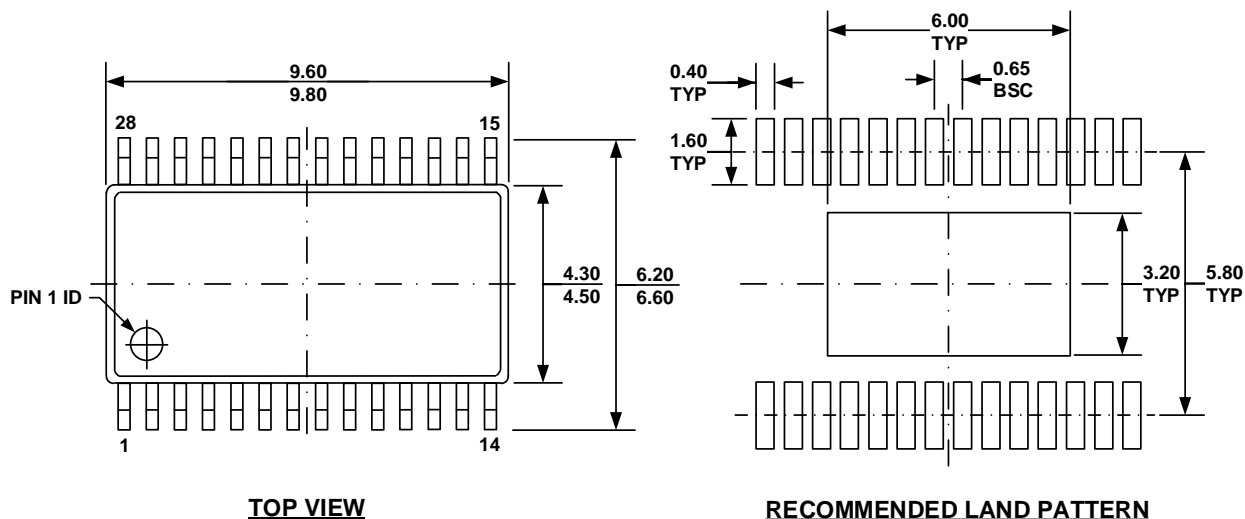 9.60
9.80
28
15
PIN 1 ID
4.30
4.50
6.20
6.60
1
14
TOP VIEW
6.00
TYP
0.40
TYP
0.65
BSC
1.60
TYP
3.20
TYP
5.80
TYP
RECOMMENDED LAND PATTERN